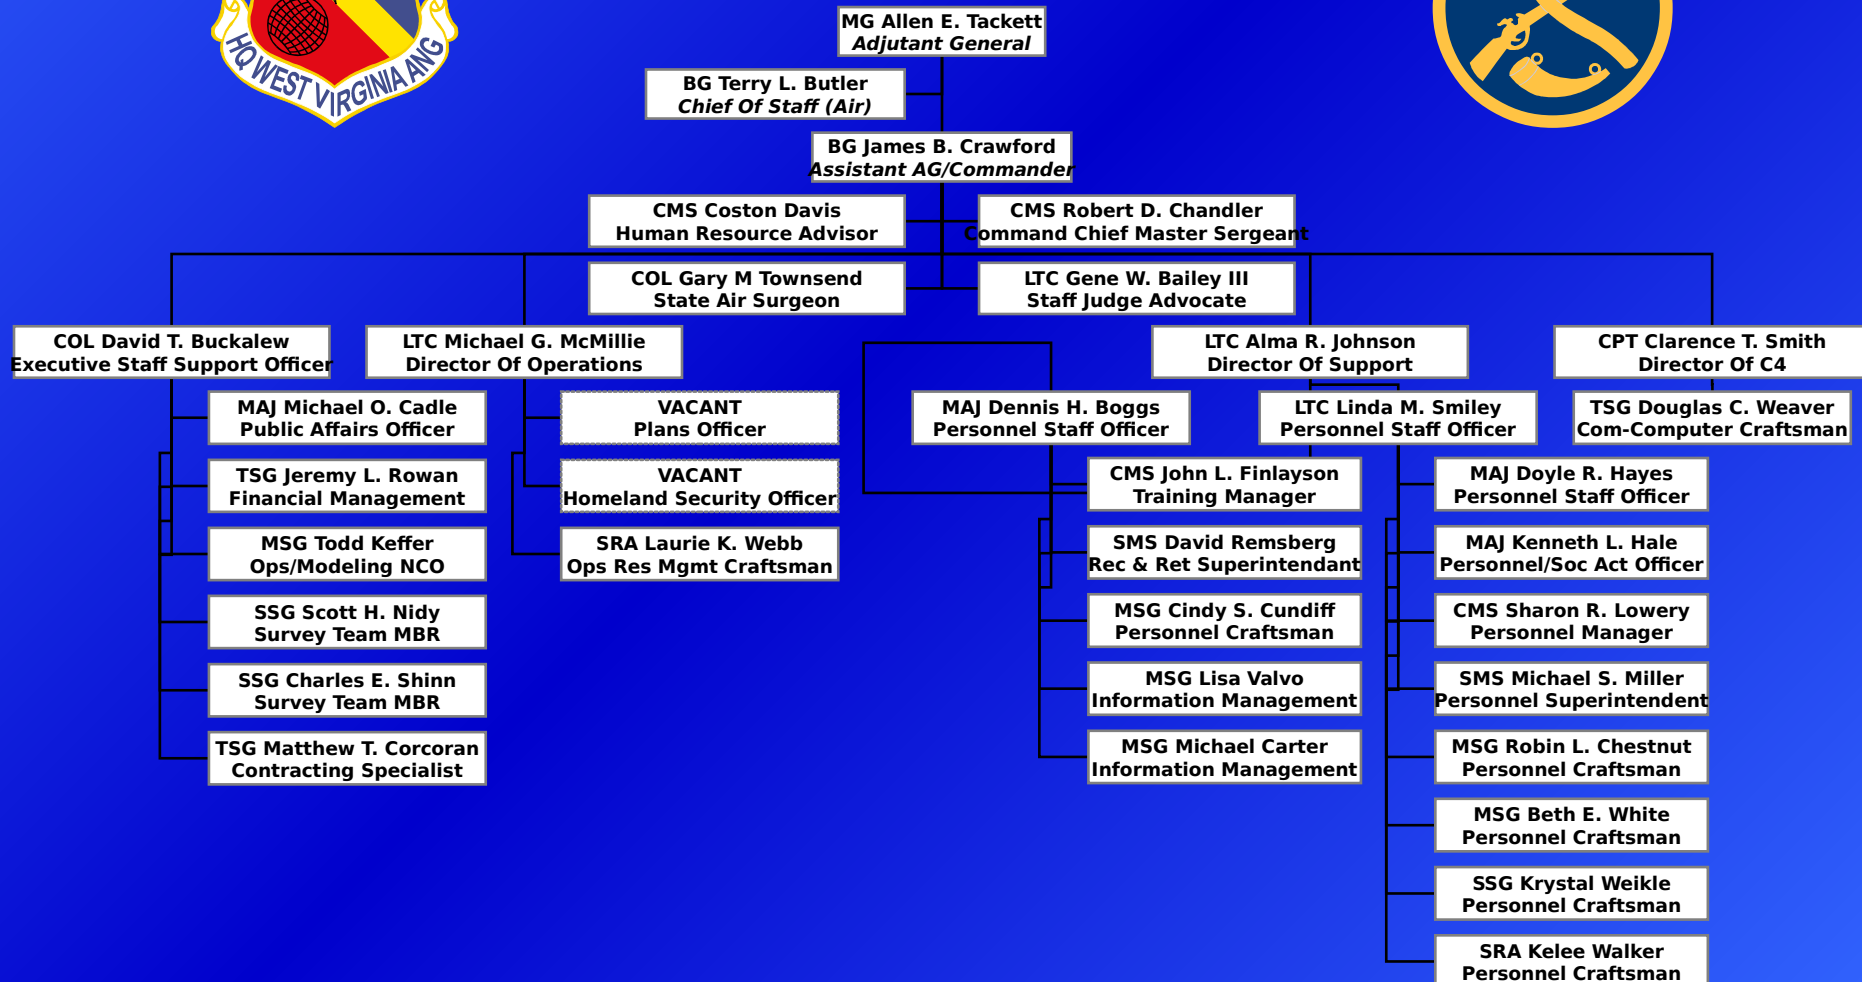 HQ WEST VIRGINIA ANG
MG Allen E. Tackett
Adjutant General
BG Terry L. Butler
Chief Of Staff (Air)
BG James B. Crawford
Assistant AG/Commander
CMS Coston Davis
Human Resource Advisor
CMS Robert D. Chandler
Command Chief Master Sergeant
COL Gary M Townsend
State Air Surgeon
LTC Gene W. Bailey III
Staff Judge Advocate
COL David T. Buckalew
Executive Staff Support Officer
LTC Michael G. McMillie
Director Of Operations
LTC Alma R. Johnson
Director Of Support
CPT Clarence T. Smith
Director Of C4
MAJ Michael O. Cadle
Public Affairs Officer
TSG Jeremy L. Rowan
Financial Management
MSG Todd Keffer
Ops/Modeling NCO
SSG Scott H. Nidy
Survey Team MBR
SSG Charles E. Shinn
Survey Team MBR
TSG Matthew T. Corcoran
Contracting Specialist
VACANT
Plans Officer
VACANT
Homeland Security Officer
SRA Laurie K. Webb
Ops Res Mgmt Craftsman
MAJ Dennis H. Boggs
Personnel Staff Officer
CMS John L. Finlayson
Training Manager
SMS David Remsberg
Rec & Ret Superintendant
MSG Cindy S. Cundiff
Personnel Craftsman
MSG Lisa Valvo
Information Management
MSG Michael Carter
Information Management
LTC Linda M. Smiley
Personnel Staff Officer
MAJ Doyle R. Hayes
Personnel Staff Officer
MAJ Kenneth L. Hale
Personnel/Soc Act Officer
CMS Sharon R. Lowery
Personnel Manager
SMS Michael S. Miller
Personnel Superintendent
MSG Robin L. Chestnut
Personnel Craftsman
MSG Beth E. White
Personnel Craftsman
SSG Krystal Weikle
Personnel Craftsman
SRA Kelee Walker
Personnel Craftsman
TSG Douglas C. Weaver
Com-Computer Craftsman